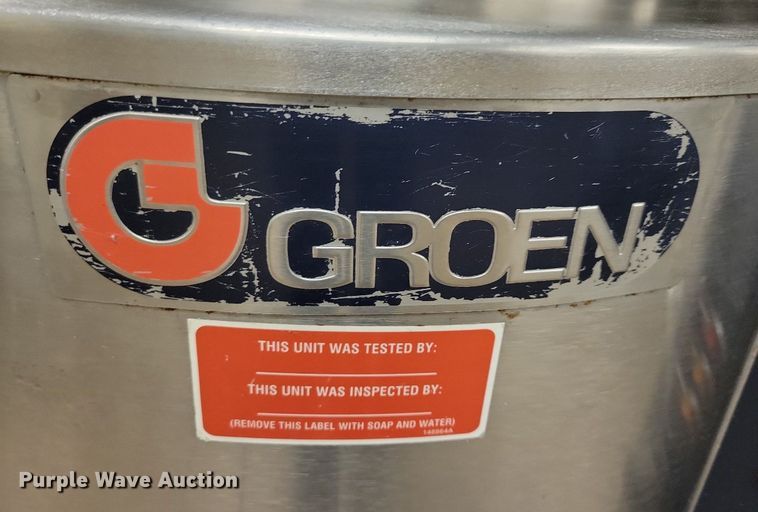 G GROEN
THIS UNIT WAS TESTED BY:
THIS UNIT WAS INSPECTED BY:
(REMOVE THIS LABEL WITH SOAP AND WATER)
148064A
Purple Wave Auction